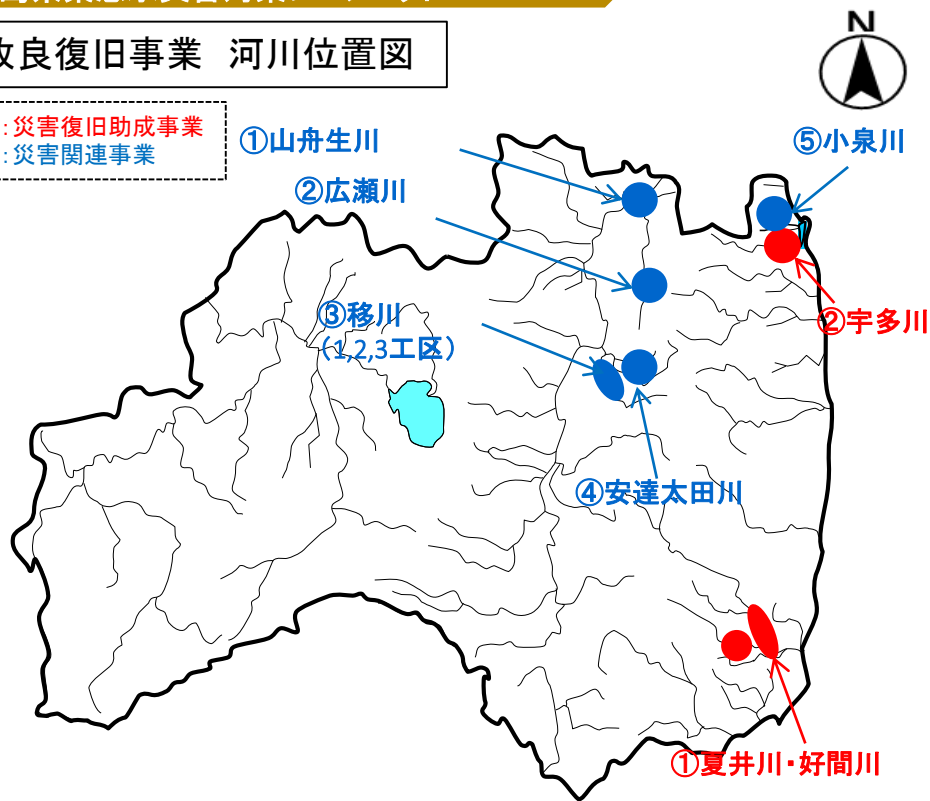 改良復旧事業 河川位置図
N
:災害復旧助成事業
:災害関連事業
①山舟生川
⑤小泉川
②広瀬川
③移川
(1,2,3工区)
②宇多川
④安達太田川
①夏井川・好間川